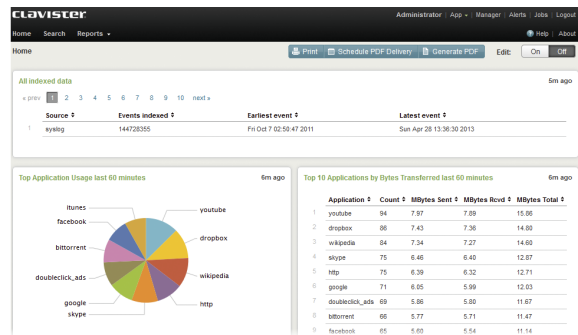 clavister
Administrator | App | Manager | Alerts | Jobs | Logout
Home Search Reports
Help | About
Home
Print Schedule PDF Delivery Generate PDF Edit: On Off
All indexed data 5m ago
« prev 1 2 3 4 5 6 7 8 9 10 next »
Source Events indexed Earliest event Latest event
1 syslog 144728355 Fri Oct 7 02:50:47 2011 Sun Apr 28 13:36:30 2013
Top Application Usage last 60 minutes 6m ago
itunes
facebook
bittorrent
doubleclick_ads
google
skype
youtube
dropbox
wikipedia
http
Top 10 Applications by Bytes Transferred last 60 minutes 6m ago
Application Count MBytes Sent MBytes Rcvd MBytes Total
1 youtube 94 7.97 7.89 15.86
2 dropbox 86 7.43 7.36 14.80
3 wikipedia 84 7.34 7.27 14.60
4 skype 75 6.46 6.40 12.87
5 http 75 6.39 6.32 12.71
6 google 71 6.05 5.99 12.03
7 doubleclick_ads 69 5.86 5.80 11.67
8 bittorrent 66 5.77 5.71 11.47
9 facebook 65 5.60 5.54 11.14